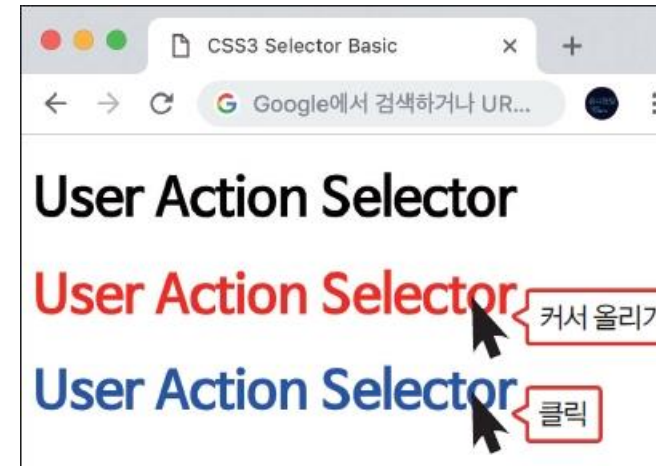 CSS3 Selector Basic
Google에서 검색하거나 UR...
User Action Selector
User Action Selector
커서 올리기
User Action Selector
클릭